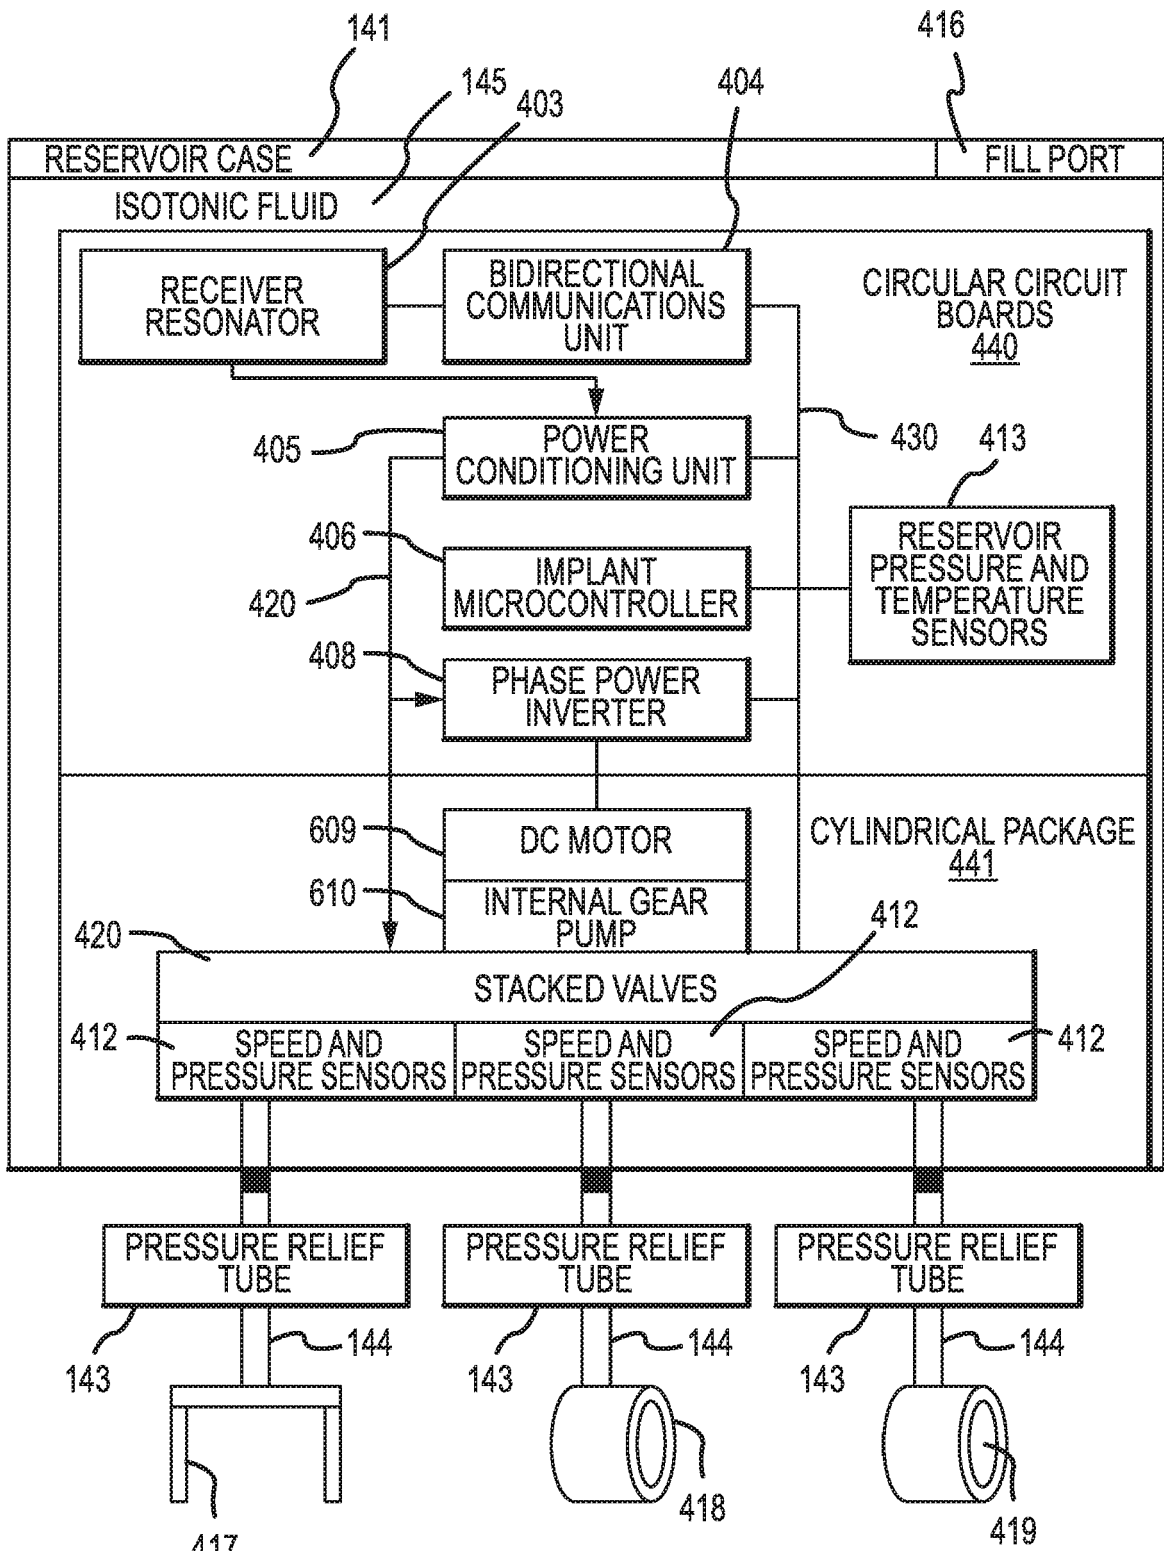 141
416
145
403
404
RESERVOIR CASE
FILL PORT
ISOTONIC FLUID
RECEIVER
RESONATOR
BIDIRECTIONAL
COMMUNICATIONS
UNIT
CIRCULAR CIRCUIT
BOARDS
440
405
POWER
CONDITIONING UNIT
430
413
406
IMPLANT
MICROCONTROLLER
RESERVOIR
PRESSURE AND
TEMPERATURE
SENSORS
420
408
PHASE POWER
INVERTER
609
DC MOTOR
CYLINDRICAL PACKAGE
441
610
INTERNAL GEAR
PUMP
412
420
STACKED VALVES
412
SPEED AND
PRESSURE SENSORS
SPEED AND
PRESSURE SENSORS
SPEED AND
PRESSURE SENSORS
412
PRESSURE RELIEF
TUBE
PRESSURE RELIEF
TUBE
PRESSURE RELIEF
TUBE
143
144
143
144
143
144
417
418
419